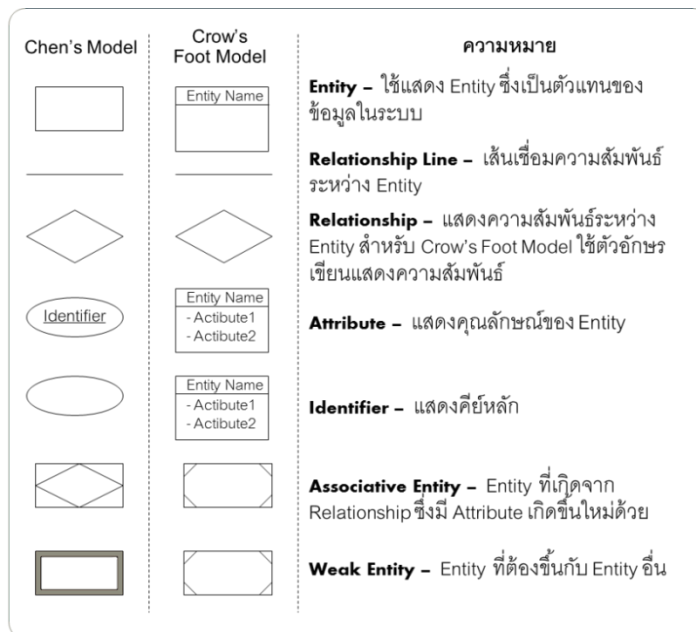 Chen's Model
Crow's
Foot Model
ความหมาย
Entity Name
Entity – ใช้แสดง Entity ซึ่งเป็นตัวแทนของ
ข้อมูลในระบบ
Relationship Line – เส้นเชื่อมความสัมพันธ์
ระหว่าง Entity
Relationship – แสดงความสัมพันธ์ระหว่าง
Entity สำหรับ Crow's Foot Model ใช้ตัวอักษร
เขียนแสดงความสัมพันธ์
Identifier
Entity Name
- Actibute1
- Actibute2
Attribute – แสดงคุณลักษณ์ของ Entity
Entity Name
- Actibute1
- Actibute2
Identifier – แสดงคีย์หลัก
Associative Entity – Entity ที่เกิดจาก
Relationship ซึ่งมี Attribute เกิดขึ้นใหม่ด้วย
Weak Entity – Entity ที่ต้องขึ้นกับ Entity อื่น